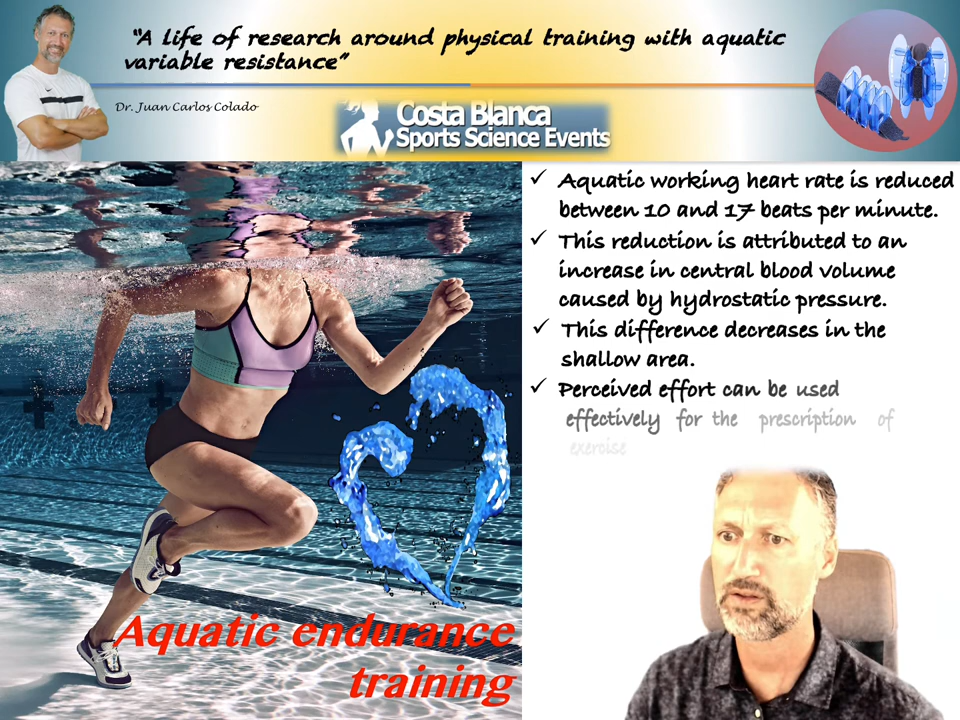 "A life of research around physical training with aquatic
variable resistance"
Dr. Juan Carlos Colado
Costa Blanca
Sports Science Events
✓ Aquatic working heart rate is reduced
between 10 and 17 beats per minute.
✓ This reduction is attributed to an
increase in central blood volume
caused by hydrostatic pressure.
✓ This difference decreases in the
shallow area.
✓ Perceived effort can be used
effectively for the prescription of
exercise
Aquatic endurance
training